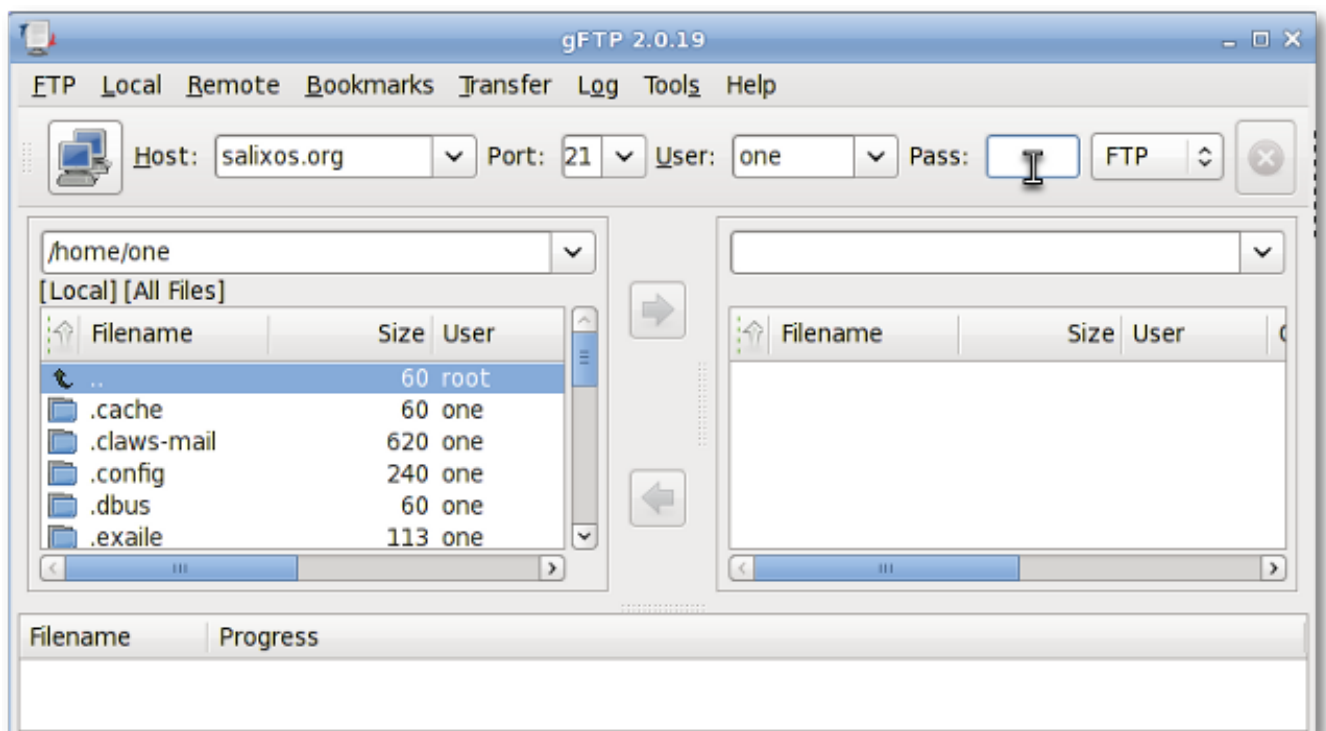 gFTP 2.0.19
FTP Local Remote Bookmarks Transfer Log Tools Help
Host: salixos.org Port: 21 User: one Pass: FTP
/home/one
[Local] [All Files]
Filename Size User
.. 60 root
.cache 60 one
.claws-mail 620 one
.config 240 one
.dbus 60 one
.exaile 113 one
Filename Size User
Filename Progress